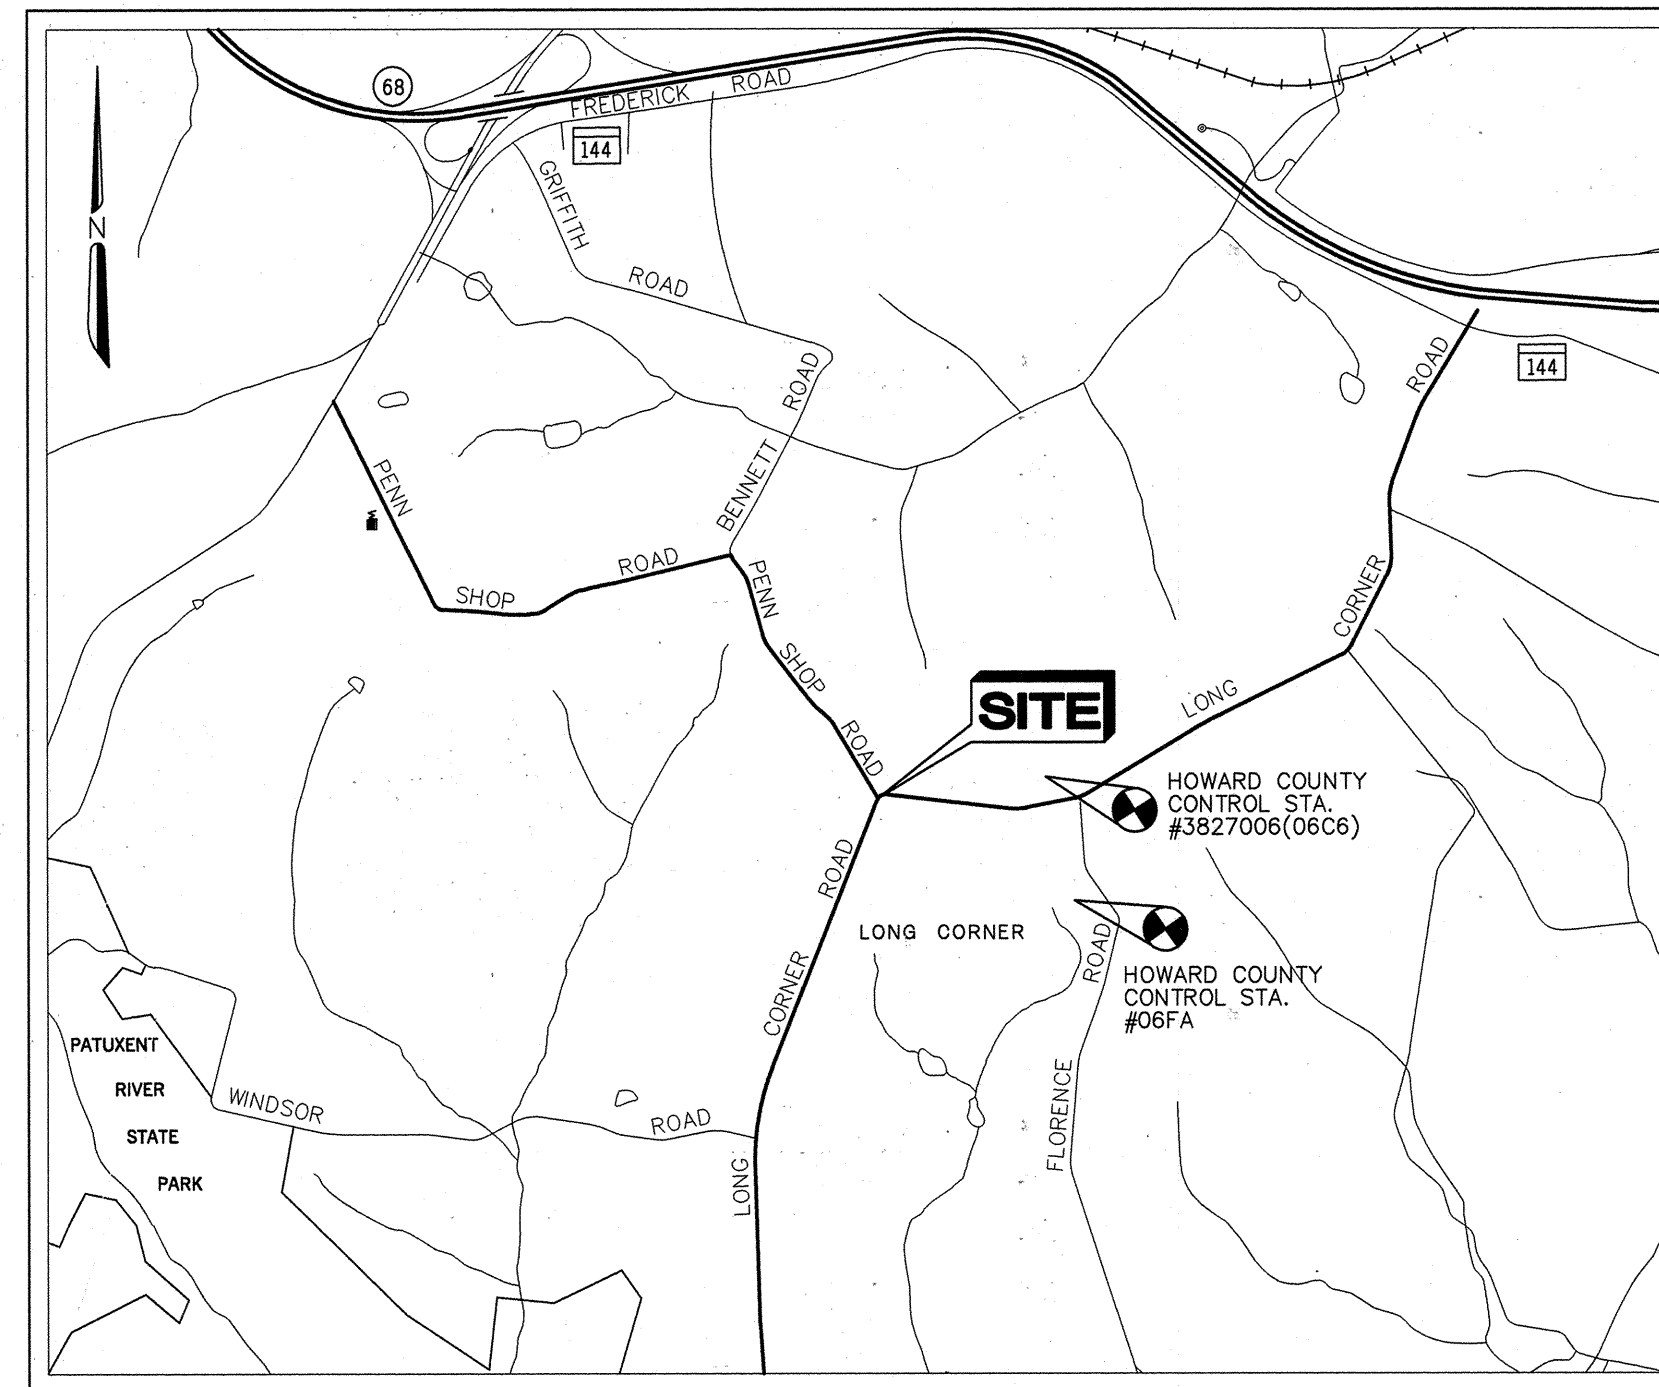 68
FREDERICK ROAD
144
N
GRIFFITH
ROAD
ROAD
BENNETT
ROAD
144
PENN
SHOP
ROAD
PENN
SHOP
ROAD
CORNER
LONG
SITE
HOWARD COUNTY
CONTROL STA.
#3827006(06C6)
ROAD
CORNER
LONG
LONG CORNER
ROAD
FLORENCE
HOWARD COUNTY
CONTROL STA.
#06FA
PATUXENT
RIVER
STATE
PARK
WINDSOR
ROAD